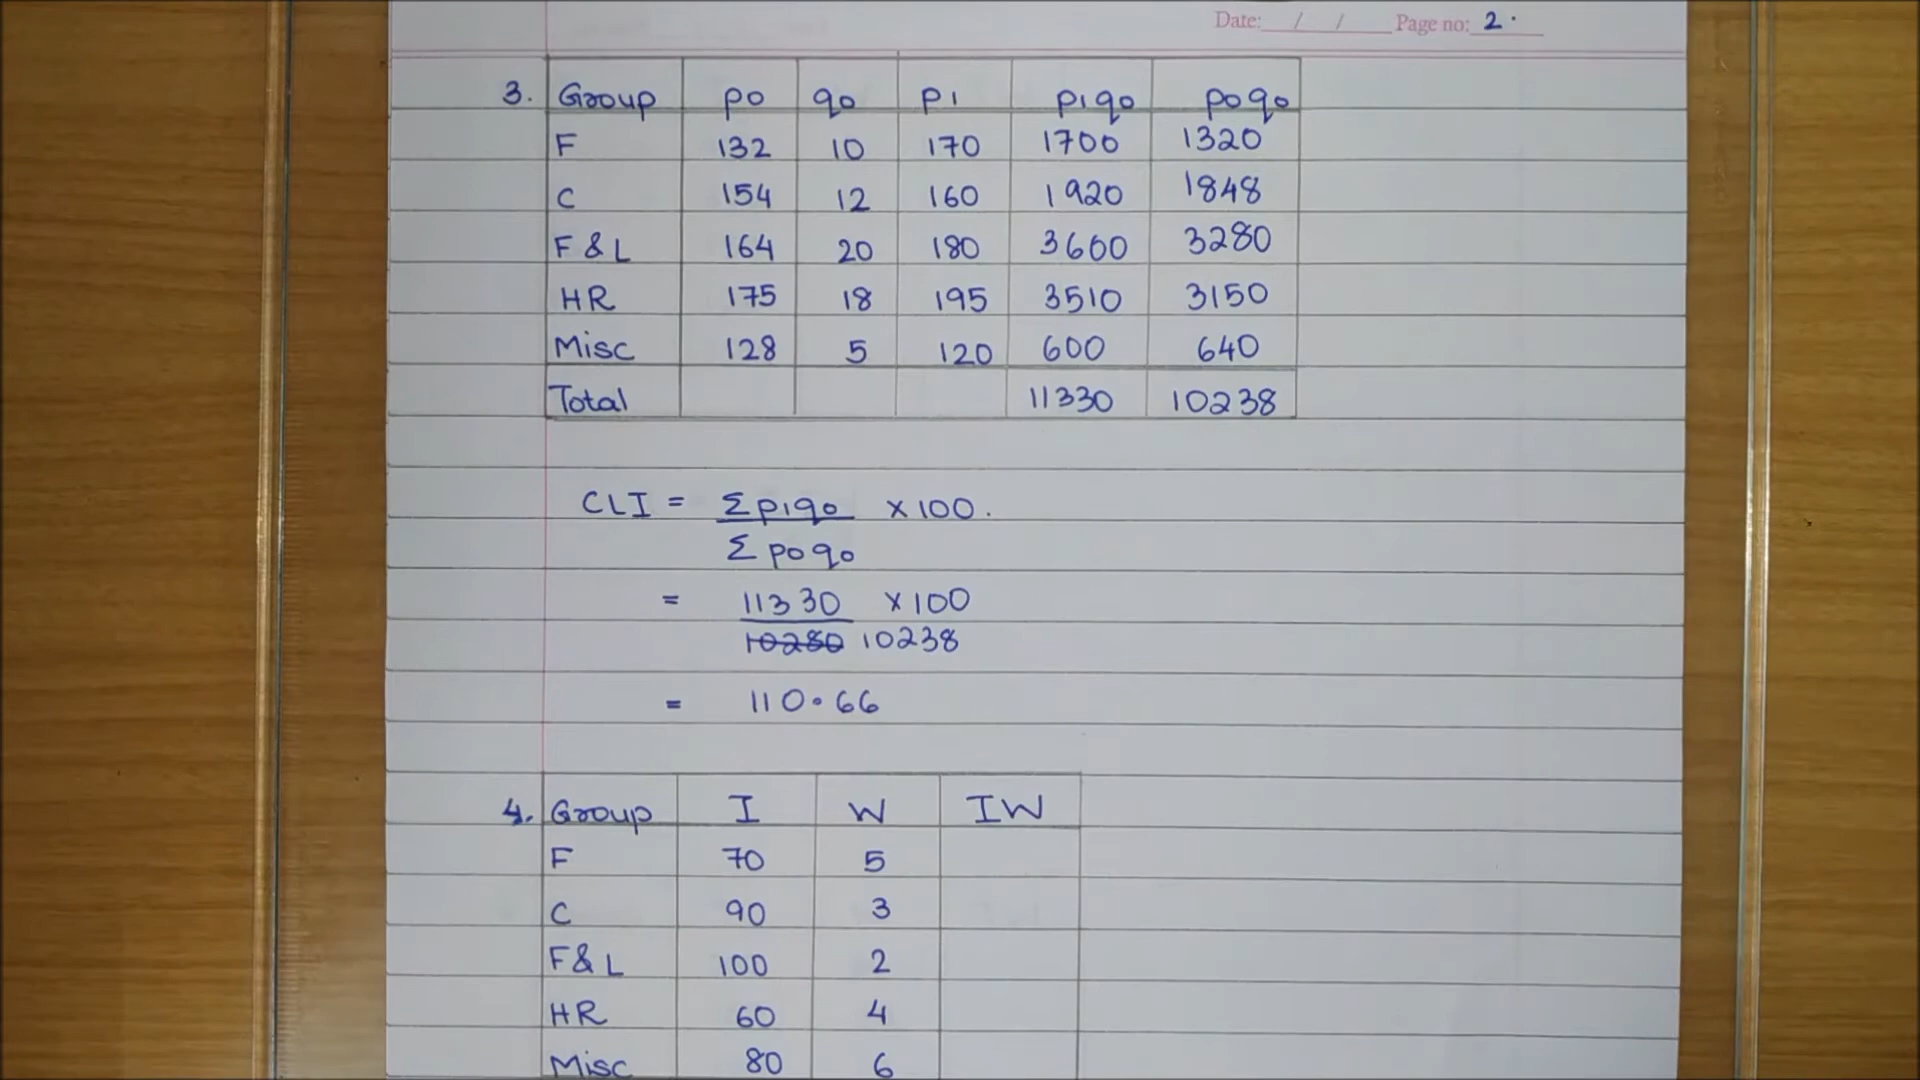 Date: / / Page no: 2.
3. Group p0 q0 p1 p1q0 p0q0
F 132 10 170 1700 1320
C 154 12 160 1920 1848
F & L 164 20 180 3600 3280
HR 175 18 195 3510 3150
Misc 128 5 120 600 640
Total 11330 10238
CLI = Σp1q0 x100.
Σp0q0
= 11330 x100
10280 10238
= 110.66
4. Group I W IW
F 70 5
C 90 3
F&L 100 2
HR 60 4
Misc 80 6